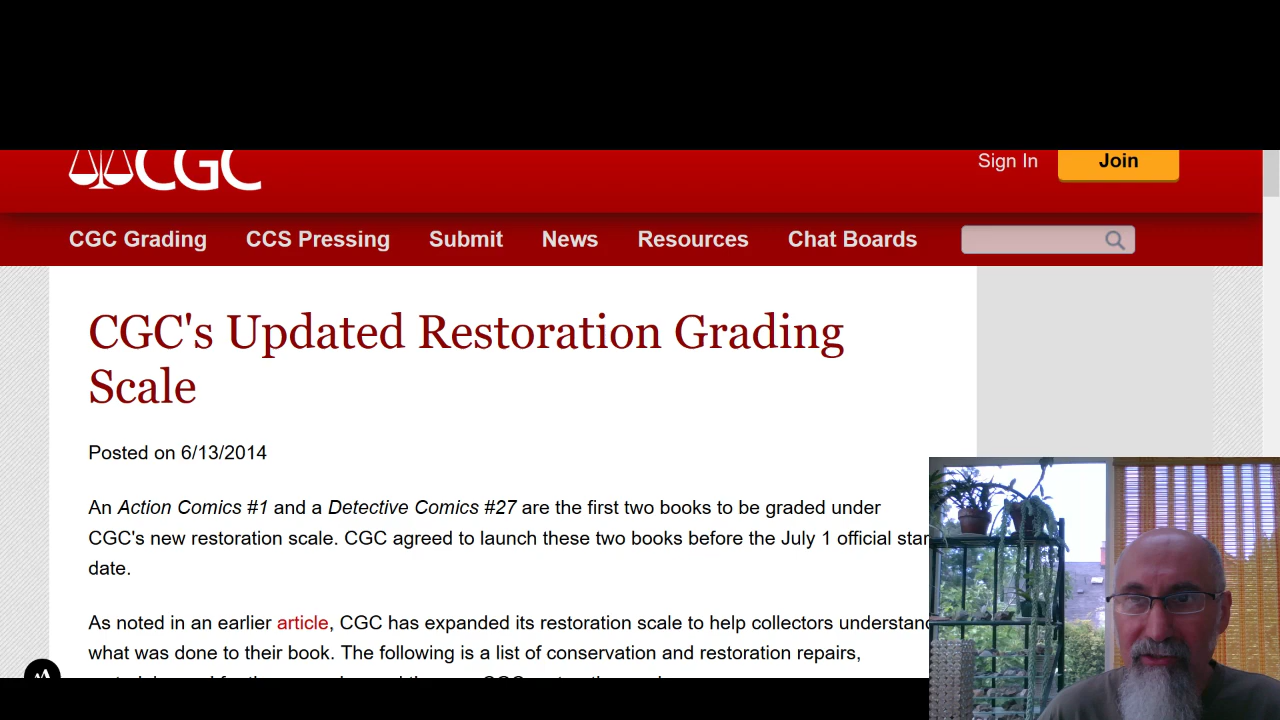 CGC
Sign In
Join
CGC Grading CCS Pressing Submit News Resources Chat Boards
CGC's Updated Restoration Grading
Scale
Posted on 6/13/2014
An Action Comics #1 and a Detective Comics #27 are the first two books to be graded under
CGC's new restoration scale. CGC agreed to launch these two books before the July 1 official
date.
As noted in an earlier article, CGC has expanded its restoration scale to help collectors
what was done to their book. The following is a list of conservation and restoration repairs,